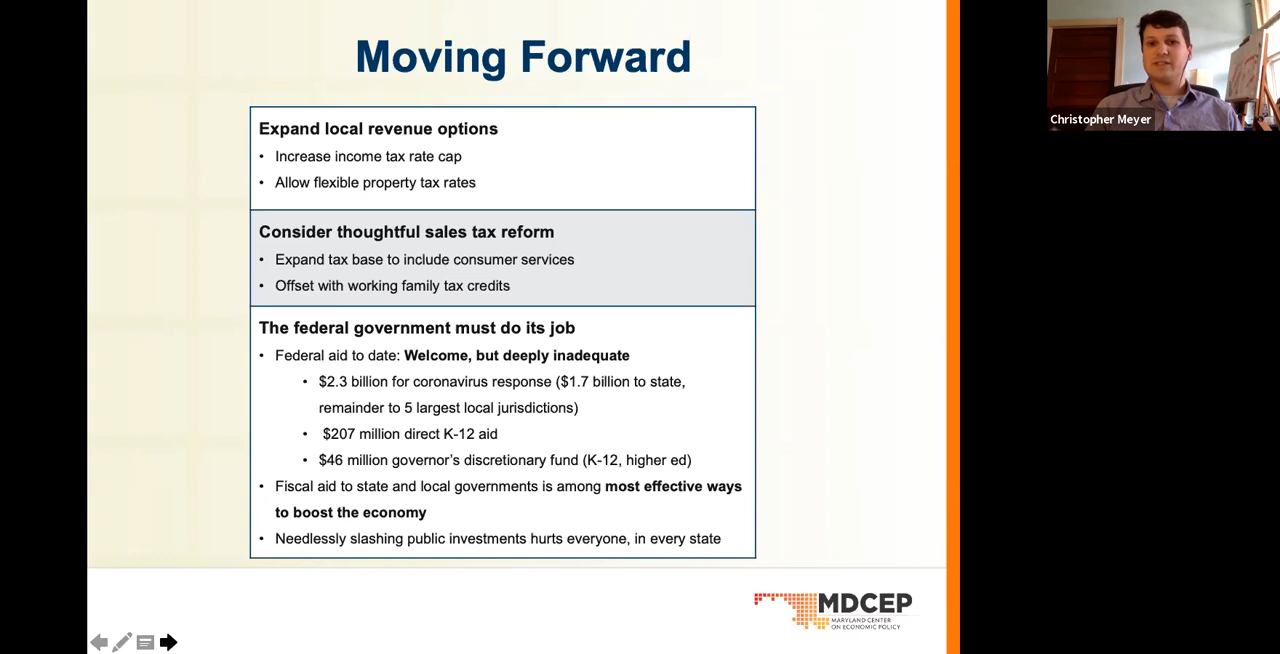 Moving Forward
Expand local revenue options
• Increase income tax rate cap
• Allow flexible property tax rates
Consider thoughtful sales tax reform
• Expand tax base to include consumer services
• Offset with working family tax credits
The federal government must do its job
• Federal aid to date: Welcome, but deeply inadequate
• $2.3 billion for coronavirus response ($1.7 billion to state,
remainder to 5 largest local jurisdictions)
• $207 million direct K-12 aid
• $46 million governor’s discretionary fund (K-12, higher ed)
• Fiscal aid to state and local governments is among most effective ways
to boost the economy
• Needlessly slashing public investments hurts everyone, in every state
MDCEP
MARYLAND CENTER
ON ECONOMIC POLICY
Christopher Meyer